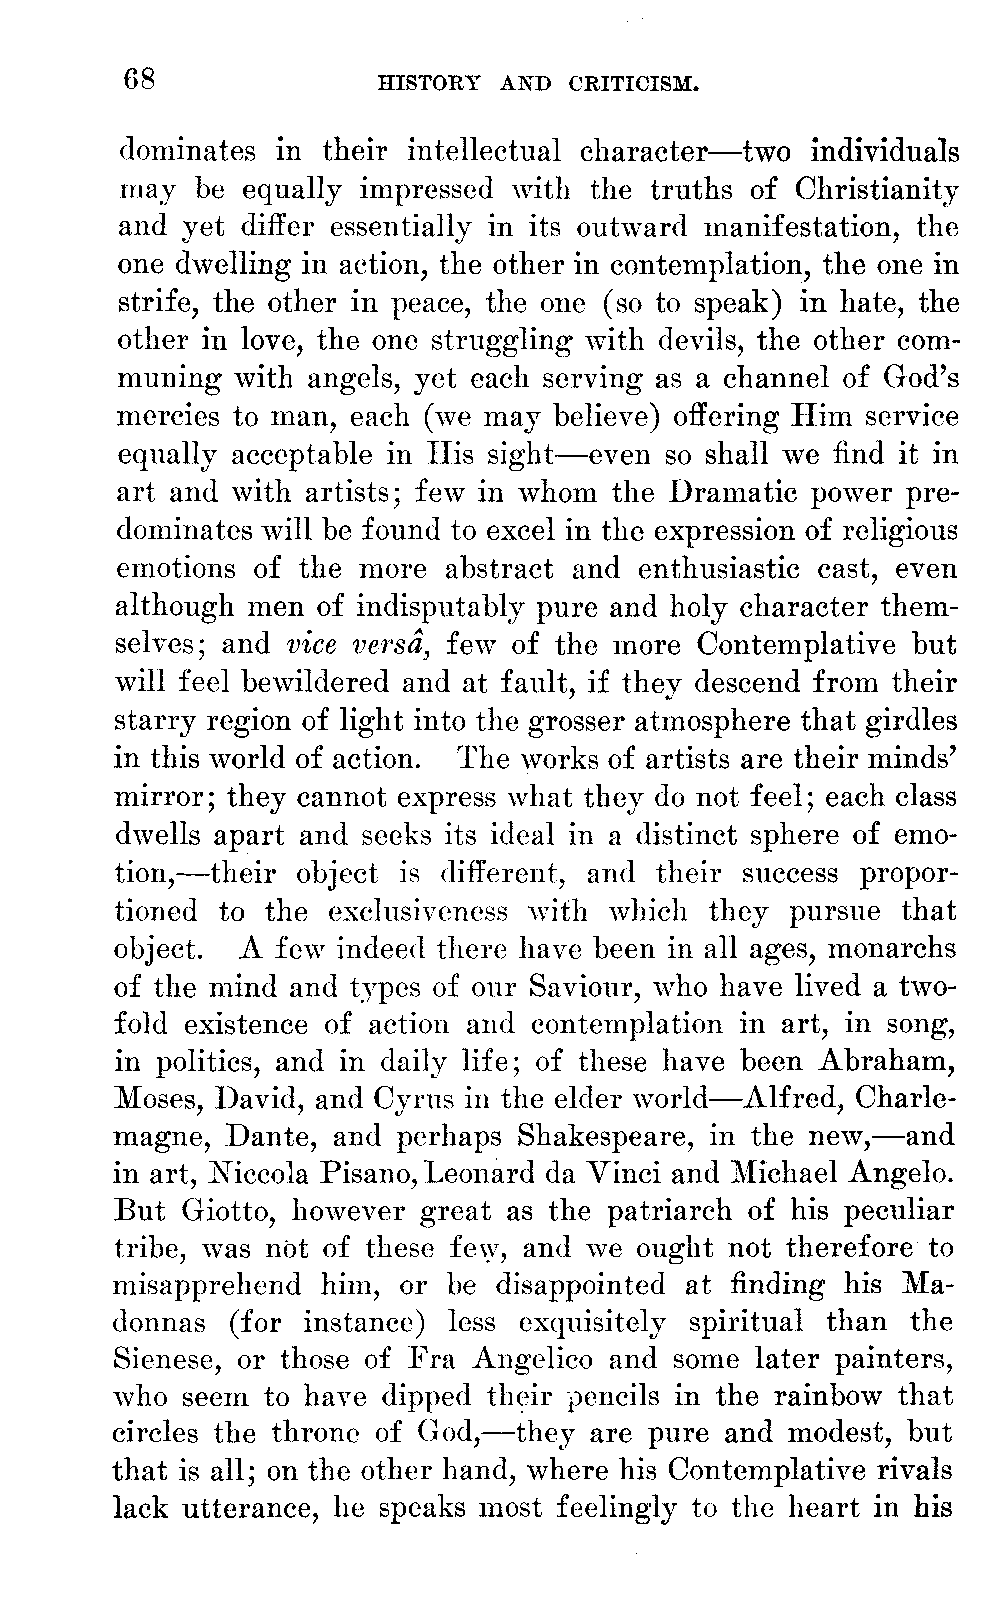 68 HISTORY AND CRITICISM.
dominates in their intellectual character—two individuals
may be equally impressed with the truths of Christianity
and yet differ essentially in its outward manifestation, the
one dwelling in action, the other in contemplation, the one in
strife, the other in peace, the one (so to speak) in hate, the
other in love, the one struggling with devils, the other com-
muning with angels, yet each serving as a channel of God's
mercies to man, each (we may believe) offering Him service
equally acceptable in His sight—even so shall we find it in
art and with artists; few in whom the Dramatic power pre-
dominates will be found to excel in the expression of religious
emotions of the more abstract and enthusiastic cast, even
although men of indisputably pure and holy character them-
selves; and vice versâ, few of the more Contemplative but
will feel bewildered and at fault, if they descend from their
starry region of light into the grosser atmosphere that girdles
in this world of action. The works of artists are their minds'
mirror; they cannot express what they do not feel; each class
dwells apart and seeks its ideal in a distinct sphere of emo-
tion,—their object is different, and their success propor-
tioned to the exclusiveness with which they pursue that
object. A few indeed there have been in all ages, monarchs
of the mind and types of our Saviour, who have lived a two-
fold existence of action and contemplation in art, in song,
in politics, and in daily life; of these have been Abraham,
Moses, David, and Cyrus in the elder world—Alfred, Charle-
magne, Dante, and perhaps Shakespeare, in the new,—and
in art, Niccola Pisano, Leonard da Vinci and Michael Angelo.
But Giotto, however great as the patriarch of his peculiar
tribe, was not of these few, and we ought not therefore to
misapprehend him, or be disappointed at finding his Ma-
donnas (for instance) less exquisitely spiritual than the
Sienese, or those of Fra Angelico and some later painters,
who seem to have dipped their pencils in the rainbow that
circles the throne of God,—they are pure and modest, but
that is all; on the other hand, where his Contemplative rivals
lack utterance, he speaks most feelingly to the heart in his